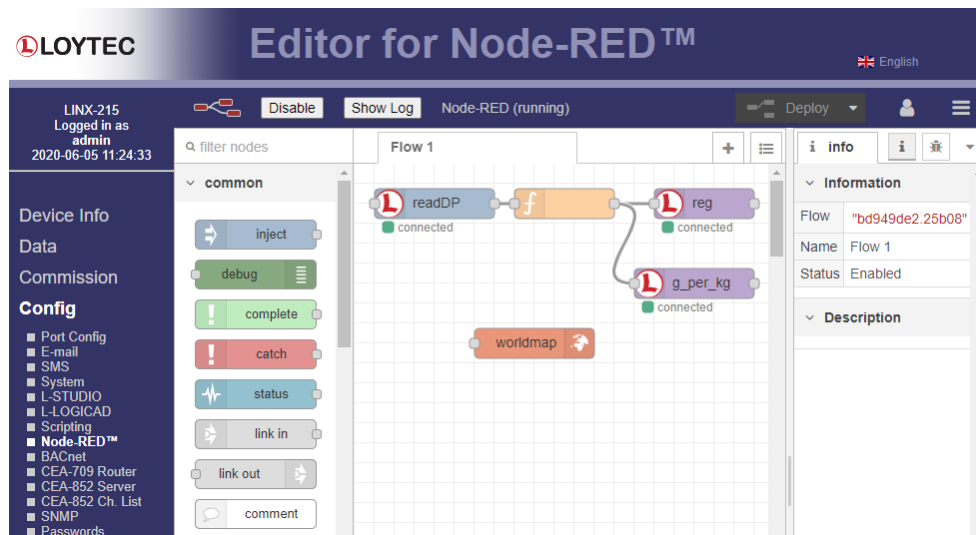 LOYTEC
Editor for Node-RED™
English
LINX-215
Logged in as
admin
2020-06-05 11:24:33
Disable
Show Log
Node-RED (running)
Deploy
Device Info
Data
Commission
Config
Port Config
E-mail
SMS
System
L-STUDIO
L-LOGICAD
Scripting
Node-RED™
BACnet
CEA-709 Router
CEA-852 Server
CEA-852 Ch. List
SNMP
Passwords
filter nodes
common
inject
debug
complete
catch
status
link in
link out
comment
Flow 1
readDP
connected
f
reg
connected
g_per_kg
connected
worldmap
i info
i
Information
Flow "bd949de2.25b08"
Name Flow 1
Status Enabled
Description